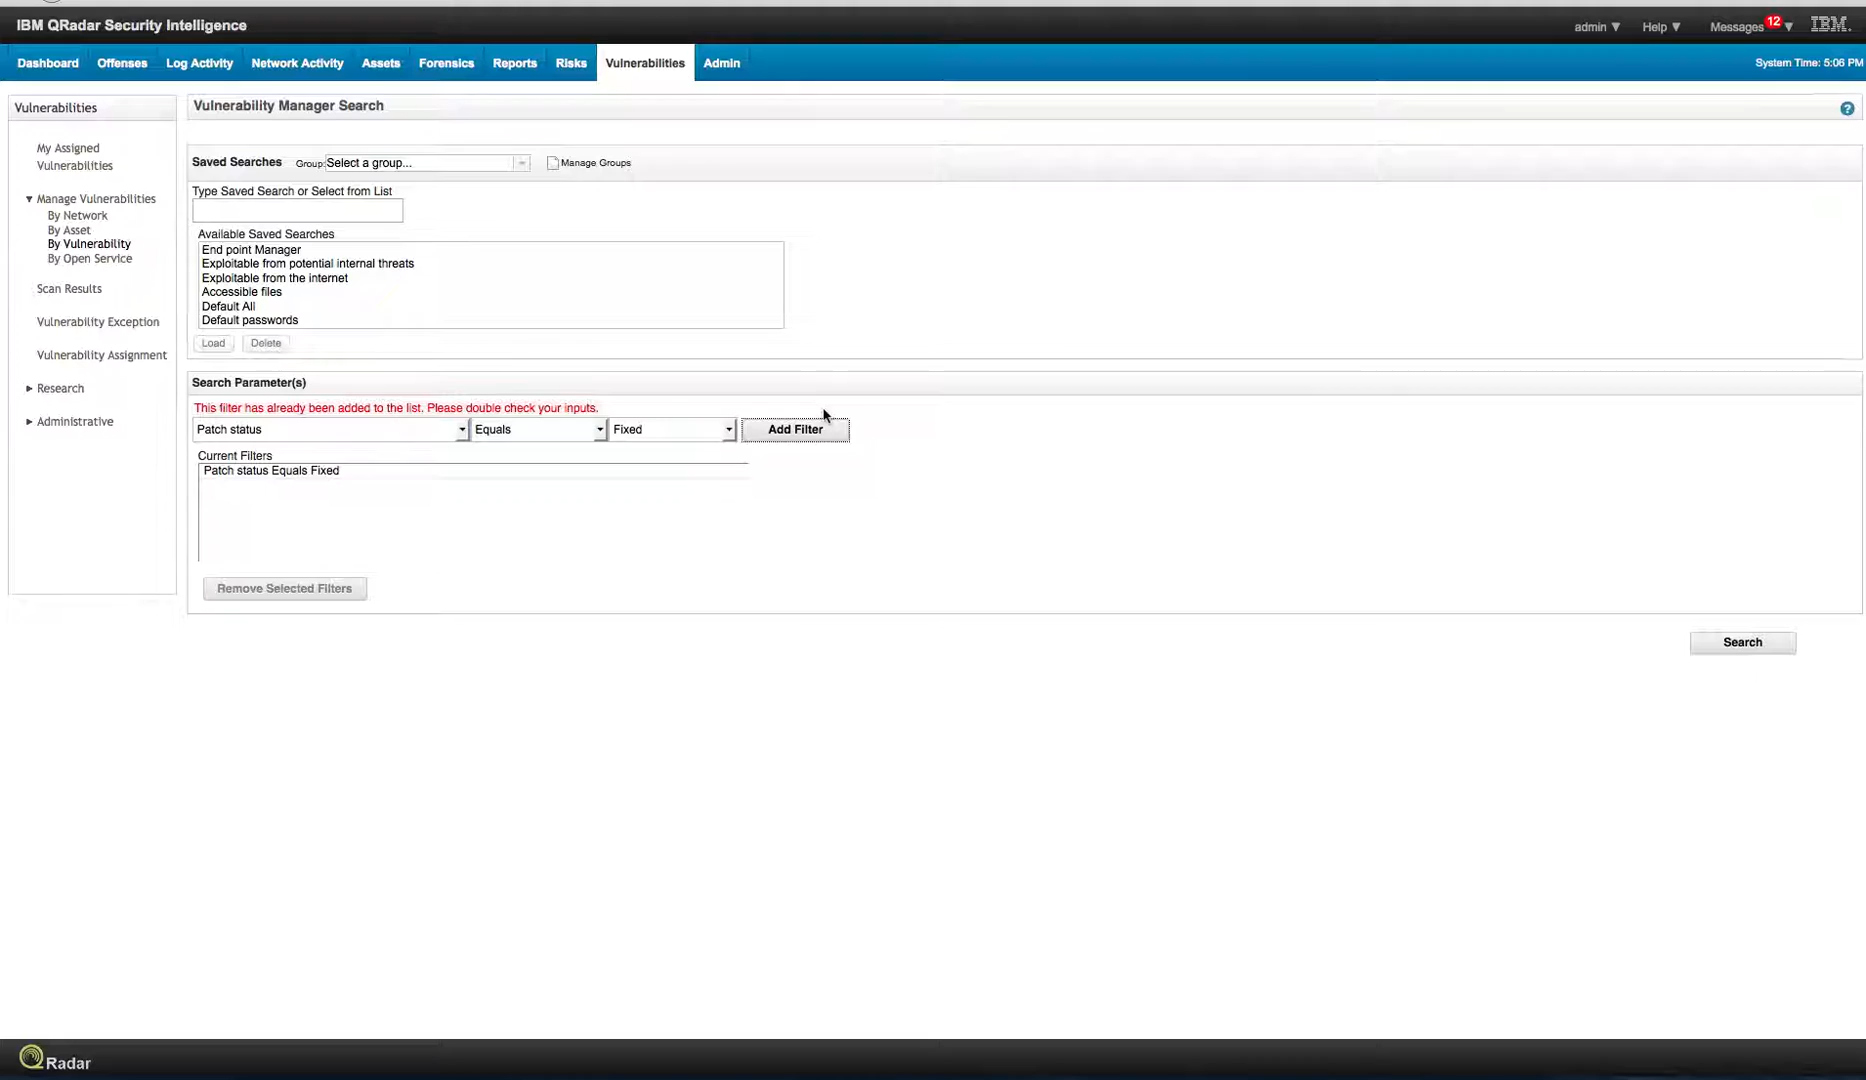 IBM QRadar Security Intelligence
admin ▼ Help ▼ Messages 12 ▼ IBM.
Dashboard Offenses Log Activity Network Activity Assets Forensics Reports Risks Vulnerabilities Admin
System Time: 5:06 PM
Vulnerabilities
My Assigned
Vulnerabilities
Manage Vulnerabilities
By Network
By Asset
By Vulnerability
By Open Service
Scan Results
Vulnerability Exception
Vulnerability Assignment
Research
Administrative
Vulnerability Manager Search
?
Saved Searches Group: Select a group... Manage Groups
Type Saved Search or Select from List
Available Saved Searches
End point Manager
Exploitable from potential internal threats
Exploitable from the internet
Accessible files
Default All
Default passwords
Load Delete
Search Parameter(s)
This filter has already been added to the list. Please double check your inputs.
Patch status Equals Fixed Add Filter
Current Filters
Patch status Equals Fixed
Remove Selected Filters
Search
QRadar